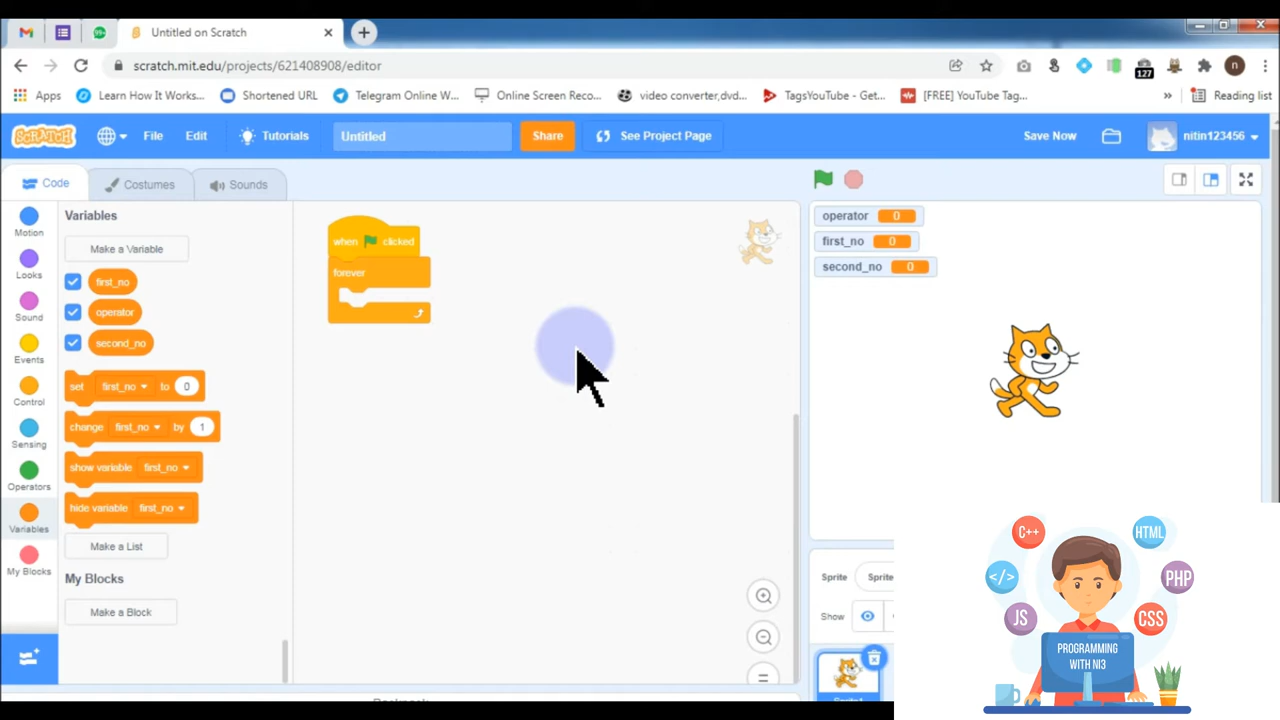 99+
Untitled on Scratch
scratch.mit.edu/projects/621408908/editor
127
n
Apps
Learn How It Works...
Shortened URL
Telegram Online W...
Online Screen Reco...
video converter,dvd...
TagsYouTube - Get...
[FREE] YouTube Tag...
»
Reading list
SCRATCH
File
Edit
Tutorials
Untitled
Share
See Project Page
Save Now
nitin123456
Code
Costumes
Sounds
Motion
Looks
Sound
Events
Control
Sensing
Operators
Variables
My Blocks
Variables
Make a Variable
first_no
operator
second_no
set first_no to 0
change first_no by 1
show variable first_no
hide variable first_no
Make a List
My Blocks
Make a Block
when clicked
forever
operator 0
first_no 0
second_no 0
Sprite
Sprite
Show
C++
HTML
</>
PHP
JS
CSS
PROGRAMMING
WITH NI3